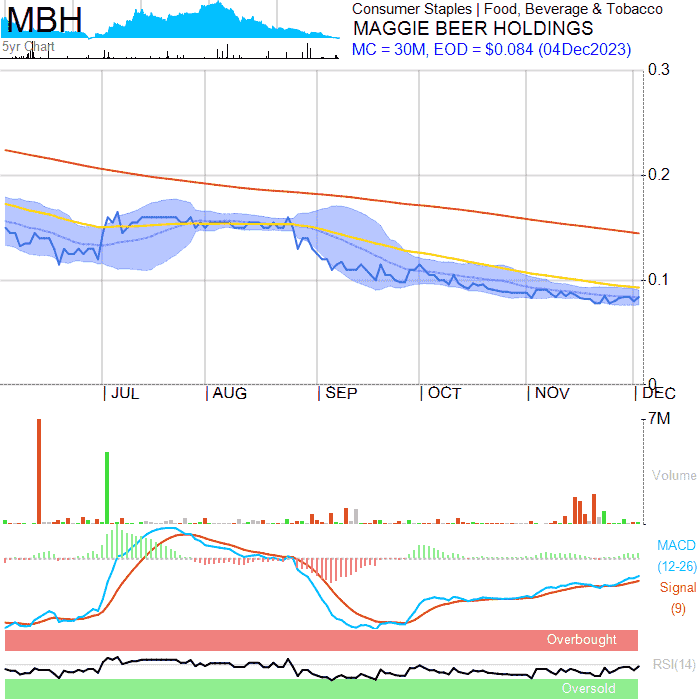 MBH
Consumer Staples | Food, Beverage & Tobacco
MAGGIE BEER HOLDINGS
5yr Chart
MC = 30M, EOD = $0.084 (04Dec2023)
0.3
0.2
0.1
0
JUL AUG SEP OCT NOV DEC
7M
Volume
MACD
(12-26)
Signal
(9)
Overbought
RSI(14)
Oversold